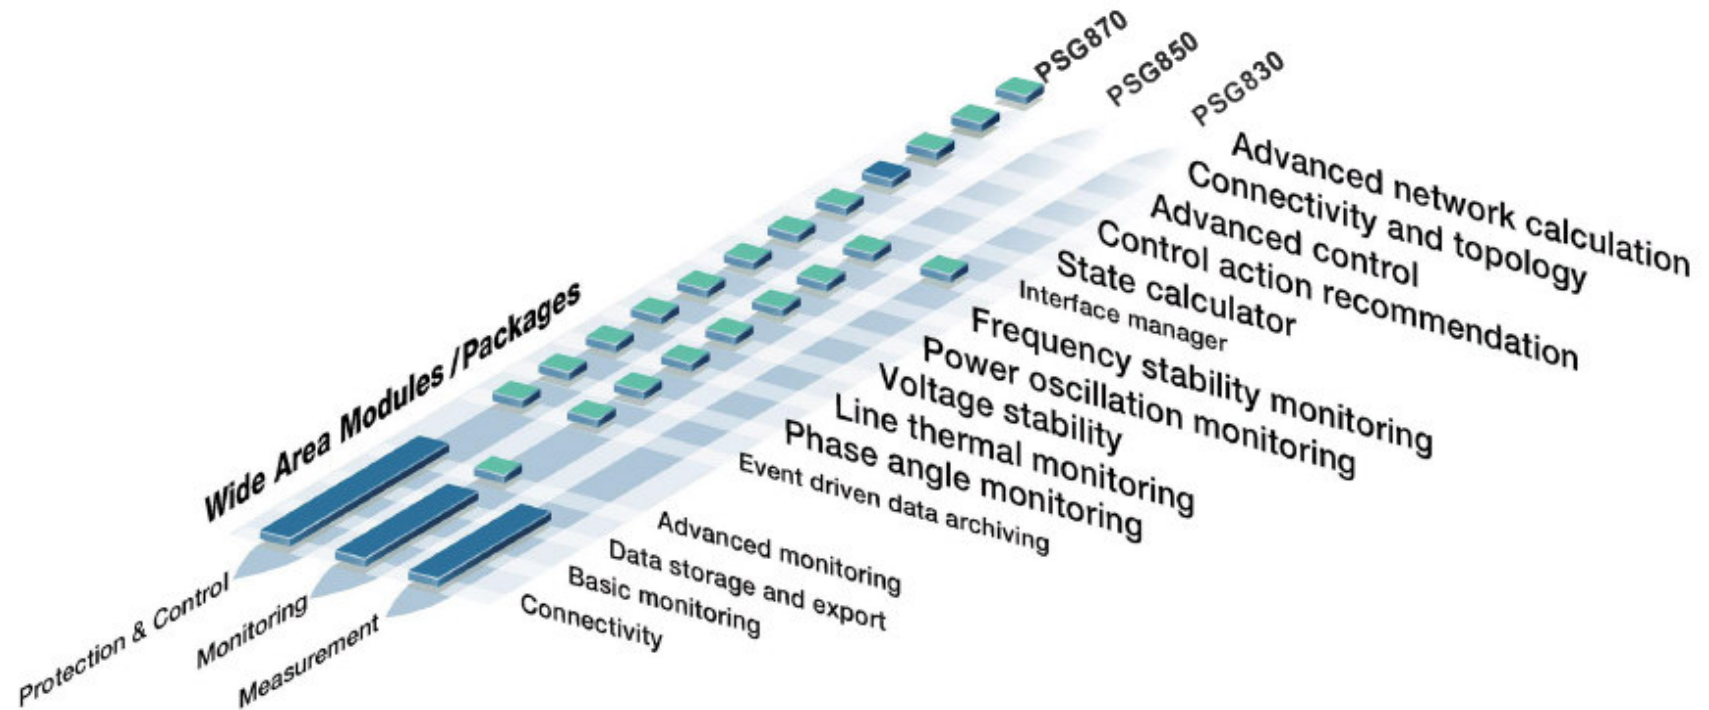 PSG870
PSG850
PSG830
Advanced network calculation
Connectivity and topology
Advanced control
Control action recommendation
State calculator
Interface manager
Frequency stability monitoring
Power oscillation monitoring
Voltage stability
Line thermal monitoring
Phase angle monitoring
Event driven data archiving
Advanced monitoring
Data storage and export
Basic monitoring
Connectivity
Wide Area Modules /Packages
Protection & Control
Monitoring
Measurement